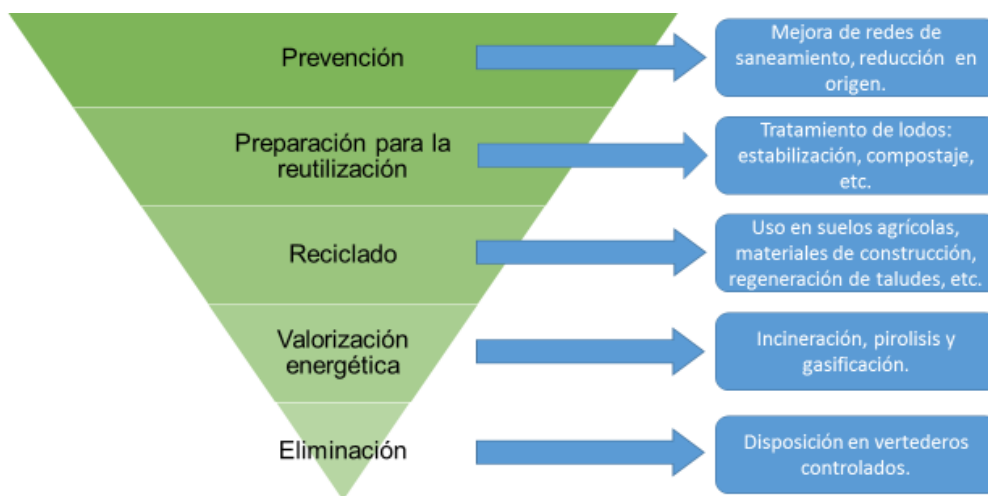 Prevención
Mejora de redes de
saneamiento, reducción en
origen.
Preparación para la
reutilización
Tratamiento de lodos:
estabilización, compostaje,
etc.
Reciclado
Uso en suelos agrícolas,
materiales de construcción,
regeneración de taludes, etc.
Valorización
energética
Incineración, pirolisis y
gasificación.
Eliminación
Disposición en vertederos
controlados.